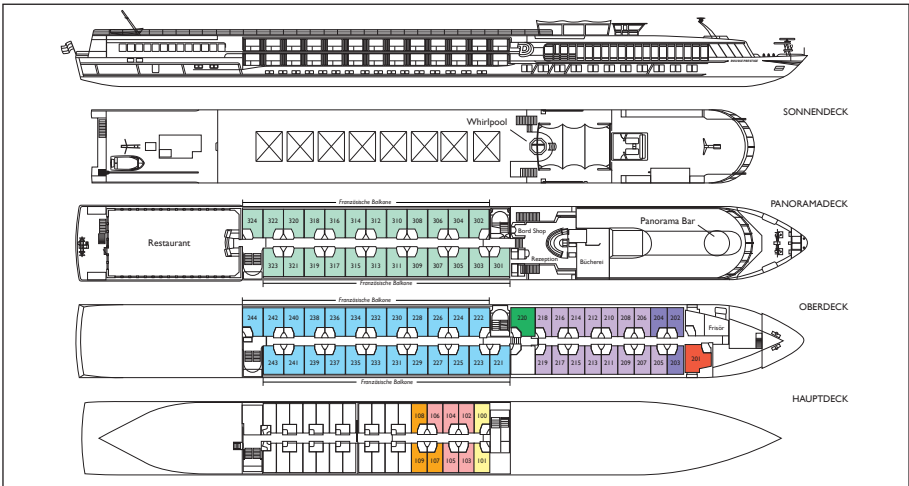 SONNENDECK
Whirlpool
PANORAMADECK
Französische Balkone
324 322 320 318 316 314 312 310 308 306 304 302
Restaurant
Bord Shop
Panorama Bar
Rezeption
Bücherei
323 321 319 317 315 313 311 309 307 305 303 301
Französische Balkone
OBERDECK
Französische Balkone
244 242 240 238 236 234 232 230 228 226 224 222 220 218 216 214 212 210 208 206 204 202
Frisör
243 241 239 237 235 233 231 229 227 225 223 221 219 217 215 213 211 209 207 205 203 201
Französische Balkone
HAUPTDECK
108 106 104 102 100
109 107 105 103 101